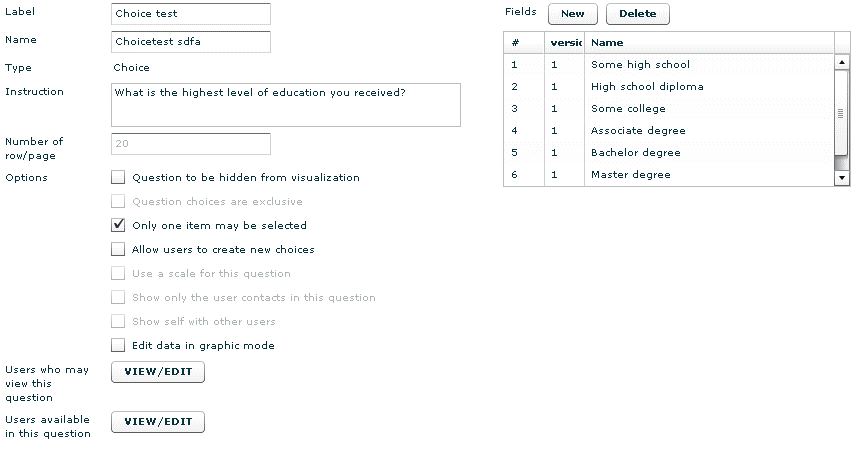 Label Choice test
Name Choicetest sdfa
Type Choice
Instruction What is the highest level of education you received?
Number of
row/page 20
Options Question to be hidden from visualization
Question choices are exclusive
Only one item may be selected
Allow users to create new choices
Use a scale for this question
Show only the user contacts in this question
Show self with other users
Edit data in graphic mode
Users who may
view this
question
VIEW/EDIT
Users available
in this question
VIEW/EDIT
Fields New Delete
# versic Name
1 1 Some high school
2 1 High school diploma
3 1 Some college
4 1 Associate degree
5 1 Bachelor degree
6 1 Master degree